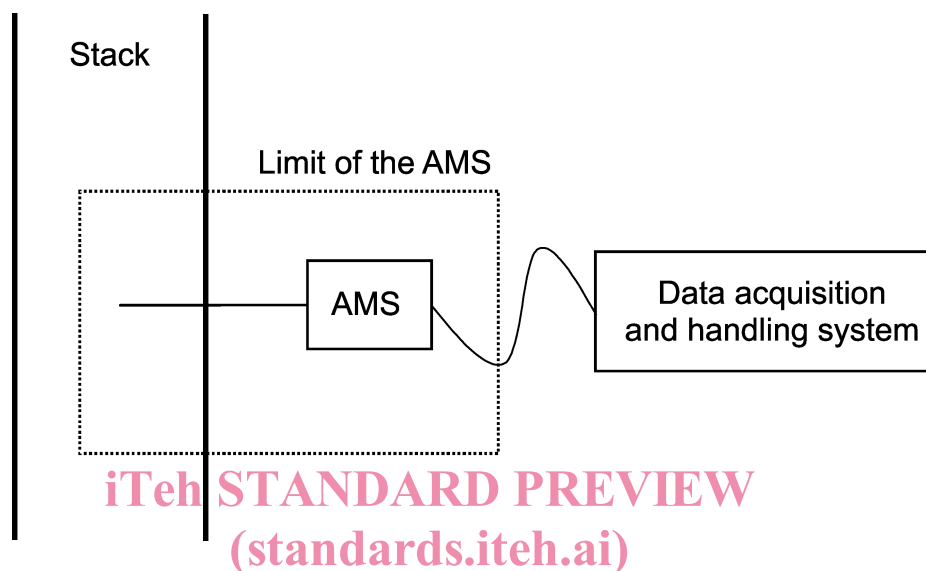 Stack
Limit of the AMS
AMS
Data acquisition
and handling system
iTeh STANDARD PREVIEW
(standards.iteh.ai)